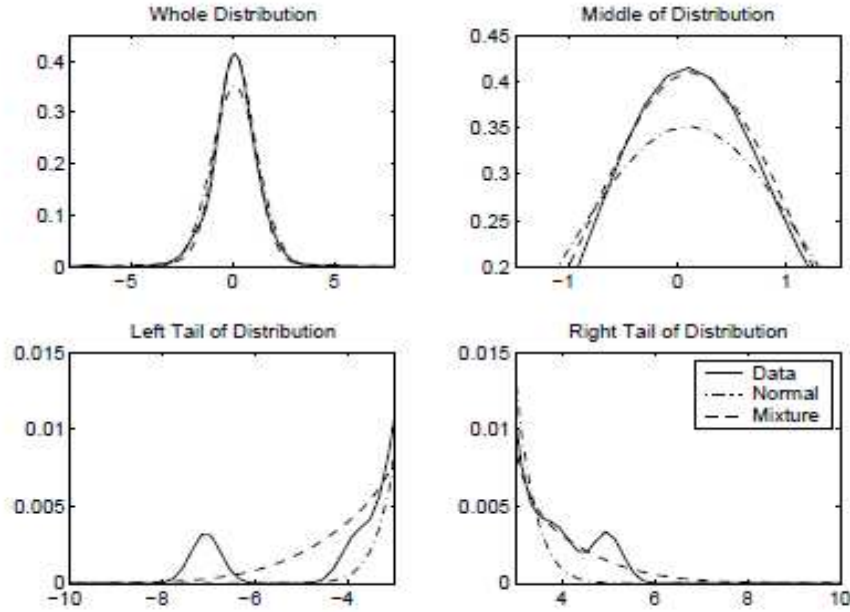 Whole Distribution
0.4
0.3
0.2
0.1
0
−5 0 5
Middle of Distribution
0.45
0.4
0.35
0.3
0.25
0.2
−1 0 1
Left Tail of Distribution
0.015
0.01
0.005
0
−10 −8 −6 −4
Right Tail of Distribution
0.015
0.01
0.005
0
4 6 8 10
Data
Normal
Mixture